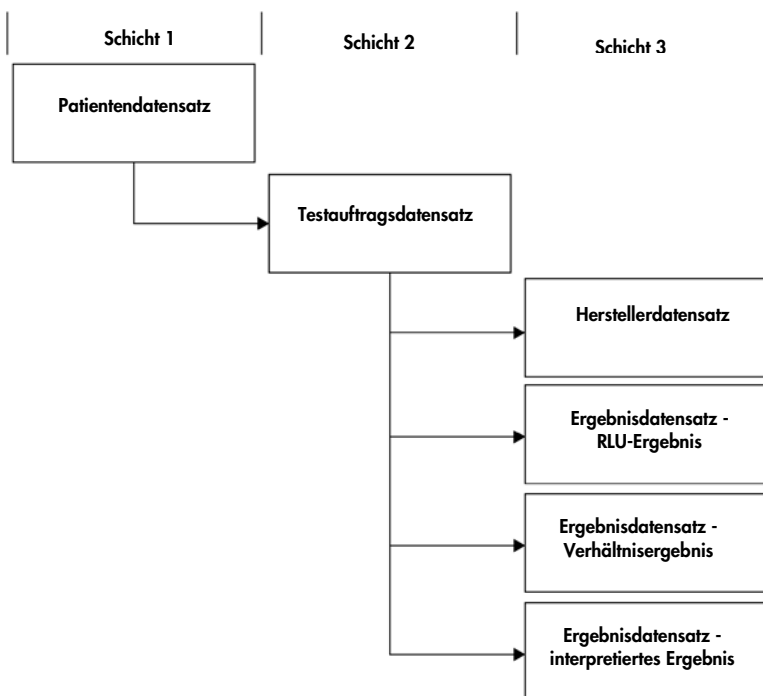 Schicht 1
Schicht 2
Schicht 3
Patientendatensatz
Testauftragsdatensatz
Herstellerdatensatz
Ergebnisdatensatz -
RLU-Ergebnis
Ergebnisdatensatz -
Verhältnisergebnis
Ergebnisdatensatz -
interpretiertes Ergebnis